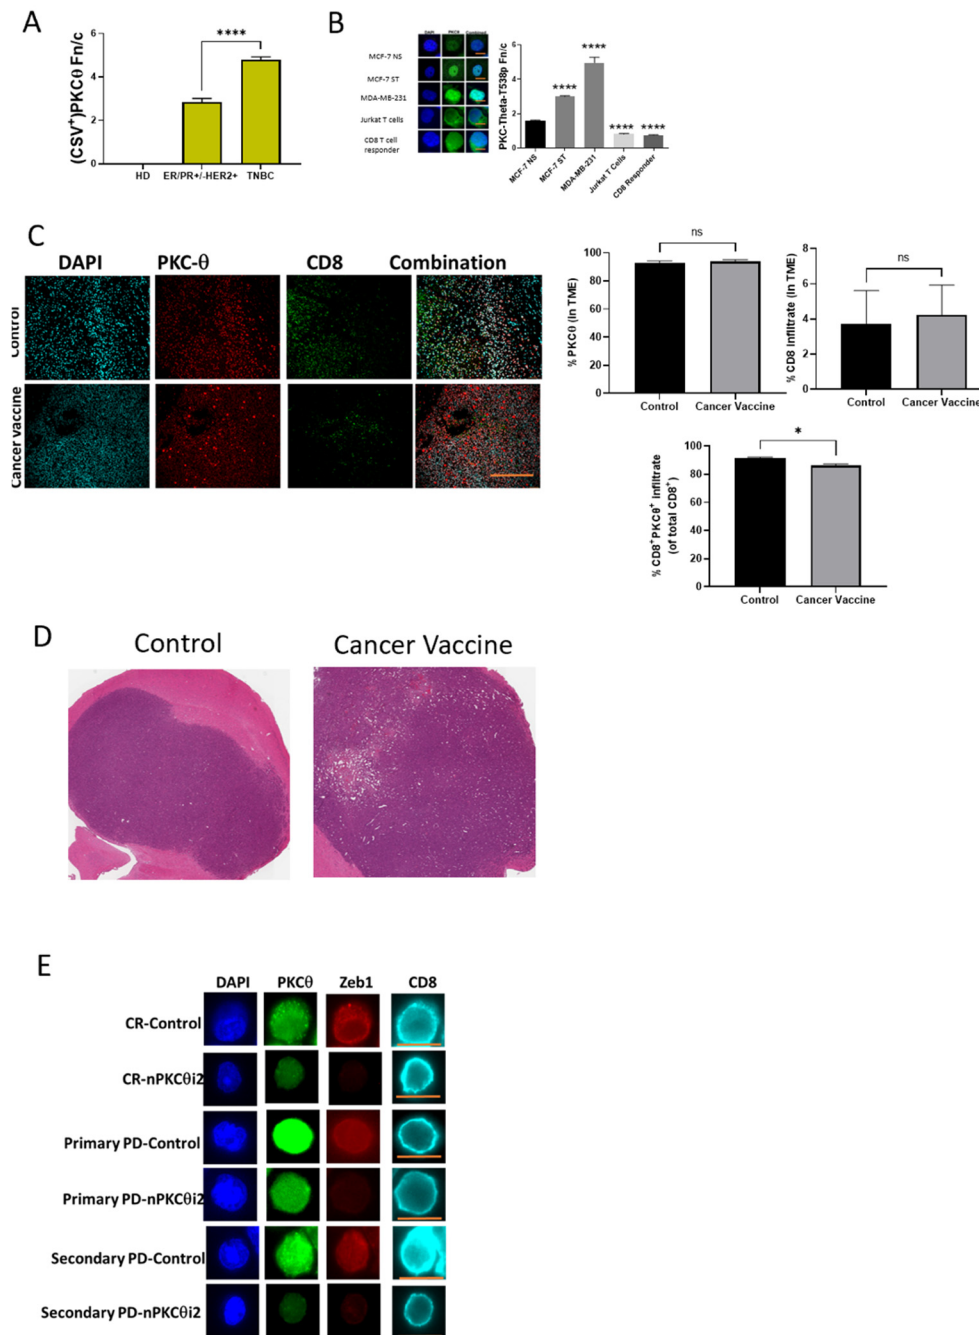 A
(CSV⁺)PKCθ Fn/c
6
4
2
0
****
HD
ER/PR+/-HER2+
TNBC
B
DAPI
PKCθ
Combined
MCF-7 NS
MCF-7 ST
MDA-MB-231
Jurkat T cells
CD8 T cell
responder
PKC-Theta-T538p Fn/c
6
4
2
0
****
****
****
****
MCF-7 NS
MCF-7 ST
MDA-MB-231
Jurkat T Cells
CD8 Responder
C
DAPI
PKC-θ
CD8
Combination
Control
Cancer vaccine
% PKCθ (In TME)
100
80
60
40
20
0
ns
Control
Cancer Vaccine
% CD8 infiltrate (In TME)
8
6
4
2
0
ns
Control
Cancer Vaccine
% CD8⁺PKCθ⁺ infiltrate
(of total CD8⁺)
100
80
60
40
20
0
*
Control
Cancer Vaccine
D
Control
Cancer Vaccine
E
DAPI
PKCθ
Zeb1
CD8
CR-Control
CR-nPKCθi2
Primary PD-Control
Primary PD-nPKCθi2
Secondary PD-Control
Secondary PD-nPKCθi2